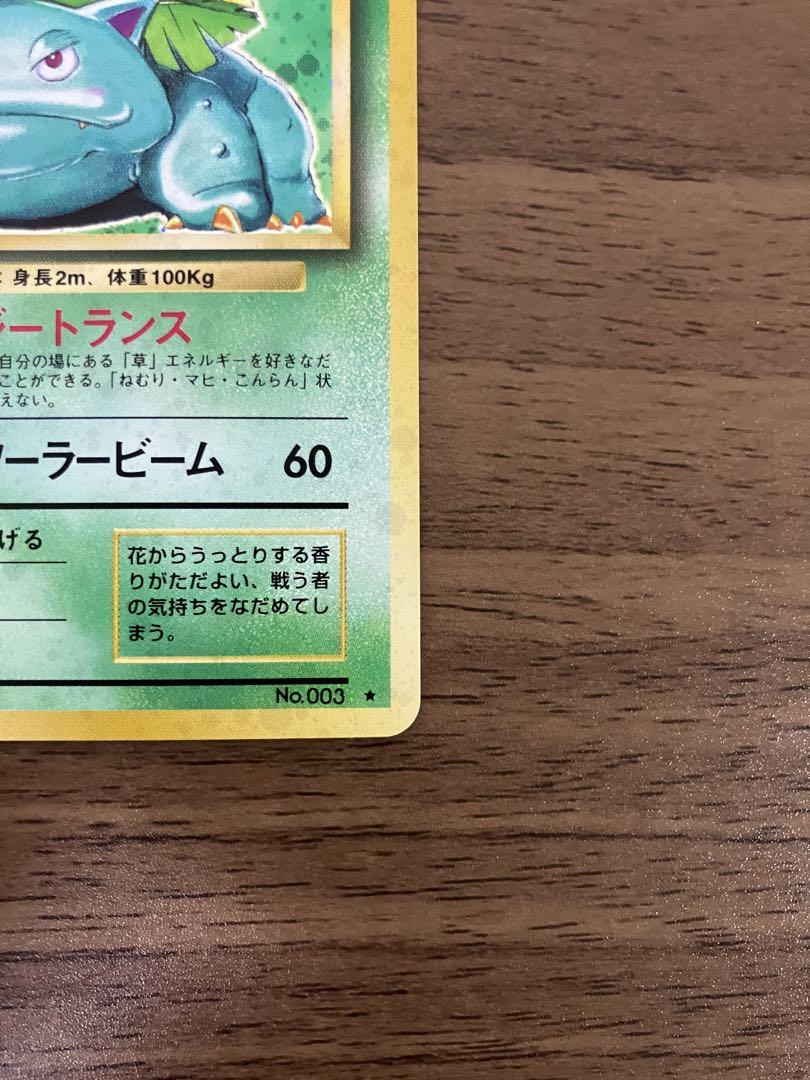 : 身長2m、体重100Kg
ジートランス
自分の場にある「草」エネルギーを好きなだ
ことができる。「ねむり・マヒ・こんらん」状
えない。
ソーラービーム 60
げる
花からうっとりする香
りがただよい、戦う者
の気持ちをなだめてし
まう。
No.003 ★